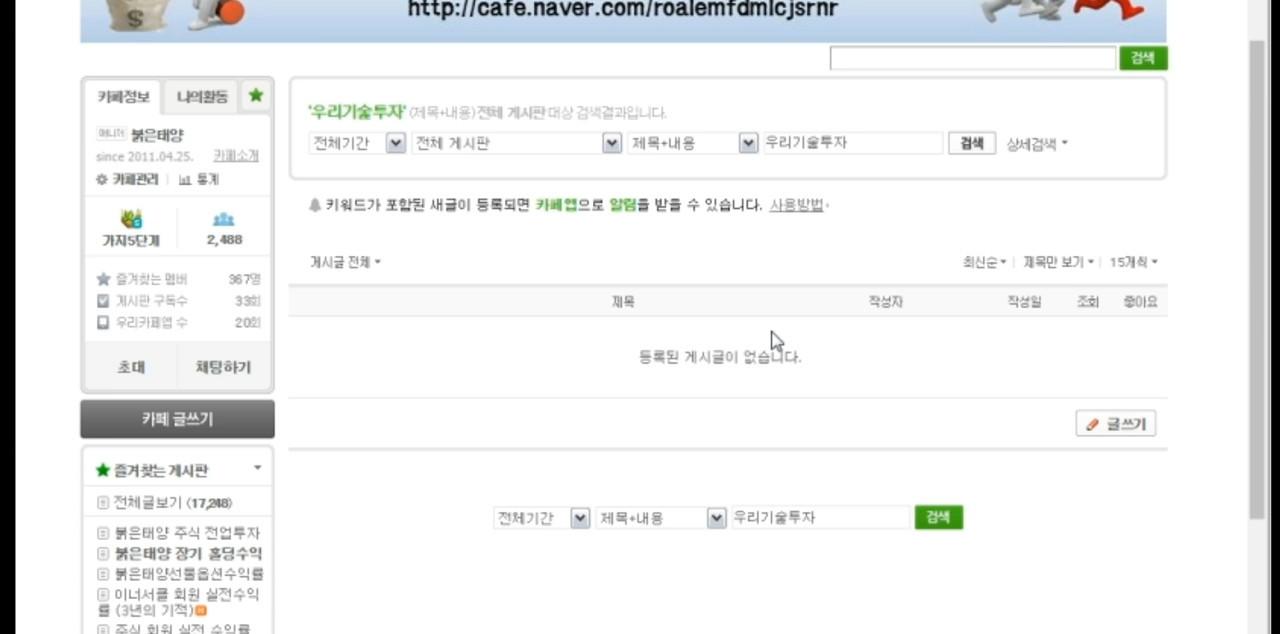 http://cafe.naver.com/roalemfdmlcjsrnr
검색
카페정보 나의활동
매니저 붉은태양
since 2011.04.25. 카페소개
카페관리 통계
가지5단계 2,488
즐겨찾는 멤버 367명
게시판 구독수 33회
우리카페앱 수 20회
초대 채팅하기
카페 글쓰기
즐겨찾는 게시판
전체글보기 (17,248)
붉은태양 주식 전업투자
붉은태양 장기 홀딩수익
붉은태양선물옵션수익률
이너서클 회원 실전수익
률 (3년의 기적)
주식 회원 실전 수익률
'우리기술투자' (제목+내용)전체 게시판 대상 검색결과입니다.
전체기간 전체 게시판 제목+내용 우리기술투자 검색 상세검색
키워드가 포함된 새글이 등록되면 카페앱으로 알림을 받을 수 있습니다. 사용방법
게시글 전체 최신순 제목만 보기 15개씩
제목 작성자 작성일 조회 좋아요
등록된 게시글이 없습니다.
글쓰기
전체기간 제목+내용 우리기술투자 검색